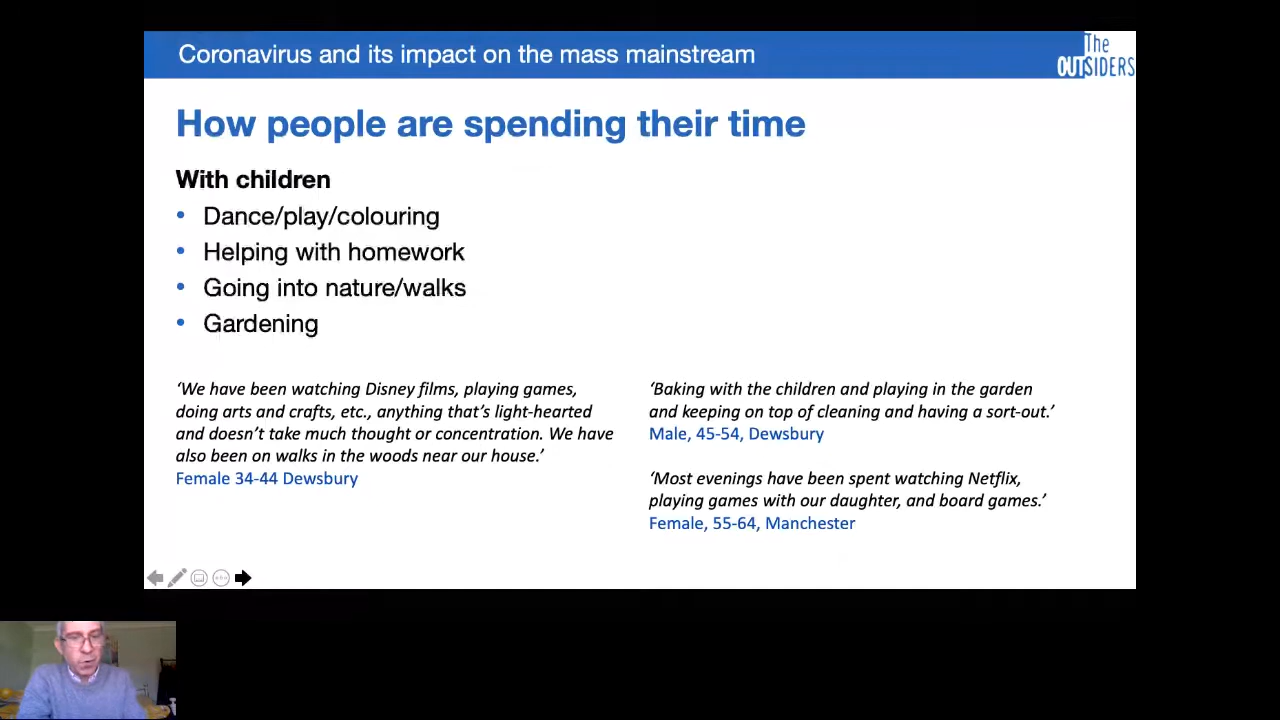 Coronavirus and its impact on the mass mainstream
The
OUTSIDERS
How people are spending their time
With children
• Dance/play/colouring
• Helping with homework
• Going into nature/walks
• Gardening
‘We have been watching Disney films, playing games,
doing arts and crafts, etc., anything that’s light-hearted
and doesn’t take much thought or concentration. We have
also been on walks in the woods near our house.’
Female 34-44 Dewsbury
‘Baking with the children and playing in the garden
and keeping on top of cleaning and having a sort-out.’
Male, 45-54, Dewsbury
‘Most evenings have been spent watching Netflix,
playing games with our daughter, and board games.’
Female, 55-64, Manchester